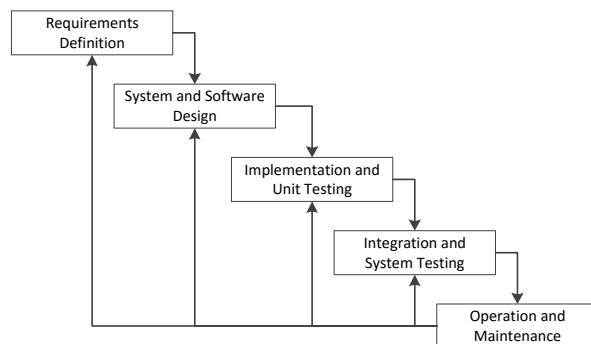 Requirements
Definition
System and Software
Design
Implementation and
Unit Testing
Integration and
System Testing
Operation and
Maintenance